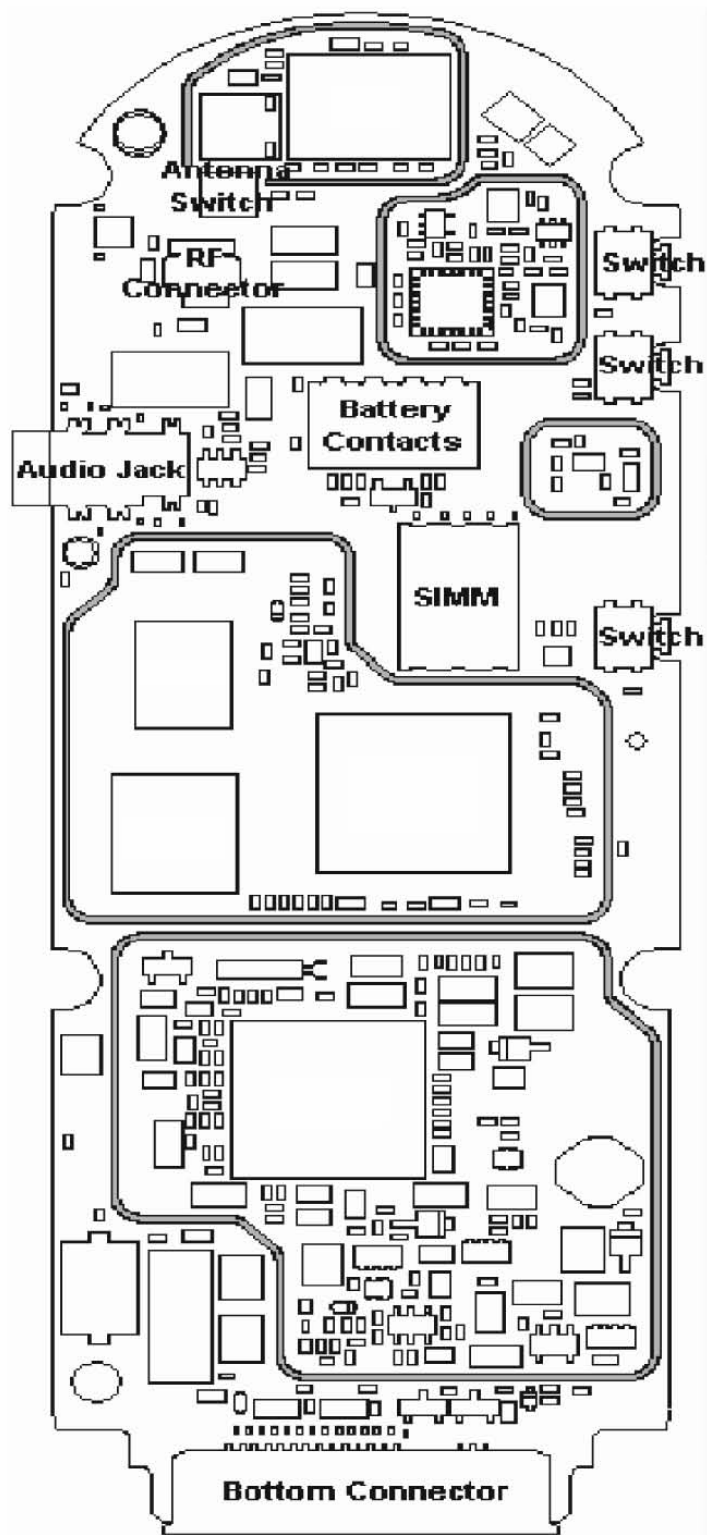 Antenna
Switch
RF
Connector
Switch
Switch
Battery
Contacts
Audio Jack
SIMM
Switch
Bottom Connector